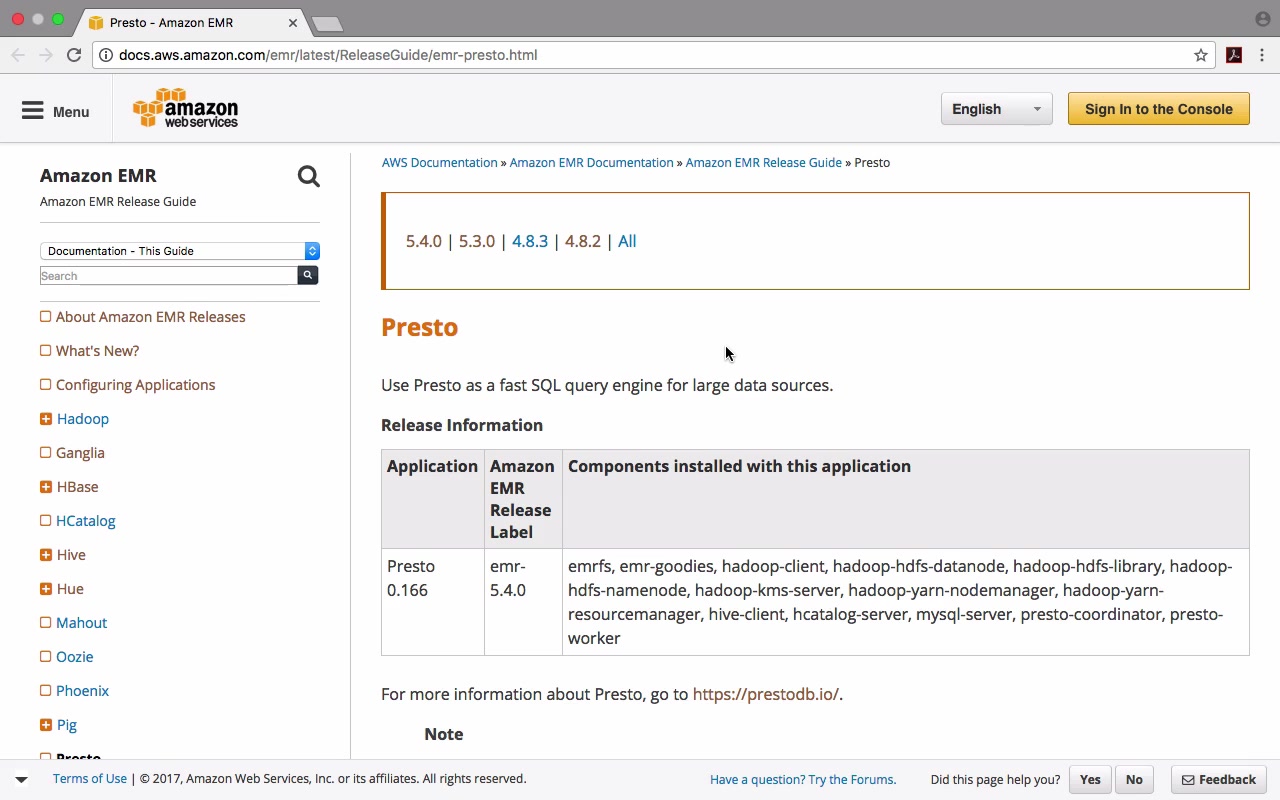 Presto - Amazon EMR
docs.aws.amazon.com/emr/latest/ReleaseGuide/emr-presto.html
Menu
amazon
web services
English
Sign In to the Console
Amazon EMR
Amazon EMR Release Guide
Documentation - This Guide
Search
About Amazon EMR Releases
What's New?
Configuring Applications
Hadoop
Ganglia
HBase
HCatalog
Hive
Hue
Mahout
Oozie
Phoenix
Pig
Presto
AWS Documentation » Amazon EMR Documentation » Amazon EMR Release Guide » Presto
5.4.0 | 5.3.0 | 4.8.3 | 4.8.2 | All
Presto
Use Presto as a fast SQL query engine for large data sources.
Release Information
Application
Amazon
EMR
Release
Label
Components installed with this application
Presto
0.166
emr-
5.4.0
emrfs, emr-goodies, hadoop-client, hadoop-hdfs-datanode, hadoop-hdfs-library, hadoop-
hdfs-namenode, hadoop-kms-server, hadoop-yarn-nodemanager, hadoop-yarn-
resourcemanager, hive-client, hcatalog-server, mysql-server, presto-coordinator, presto-
worker
For more information about Presto, go to https://prestodb.io/.
Note
Terms of Use | © 2017, Amazon Web Services, Inc. or its affiliates. All rights reserved.
Have a question? Try the Forums.
Did this page help you?
Yes
No
Feedback